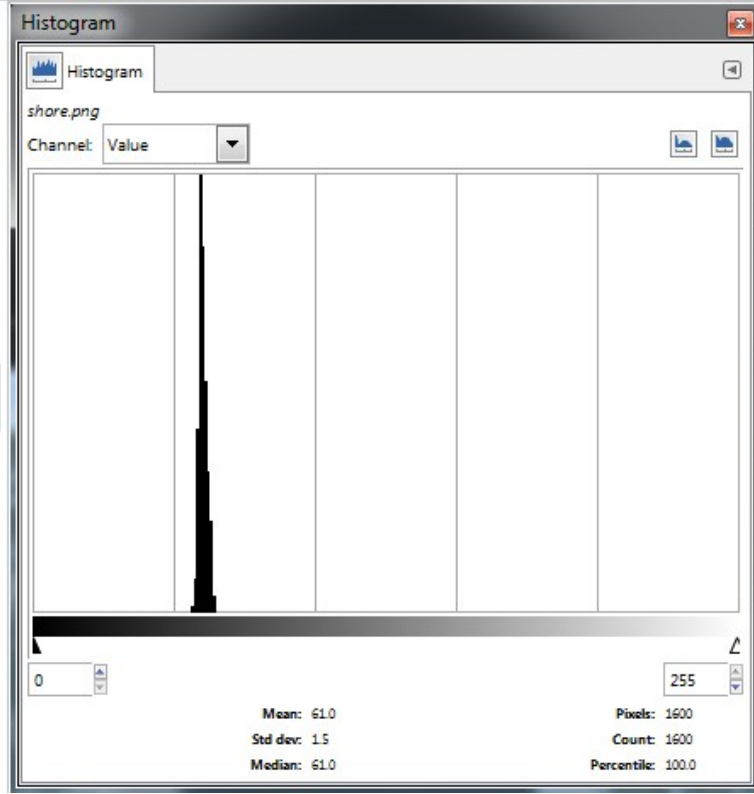 Histogram
Histogram
shore.png
Channel: Value
0 255
Mean: 61.0 Pixels: 1600
Std dev: 1.5 Count: 1600
Median: 61.0 Percentile: 100.0